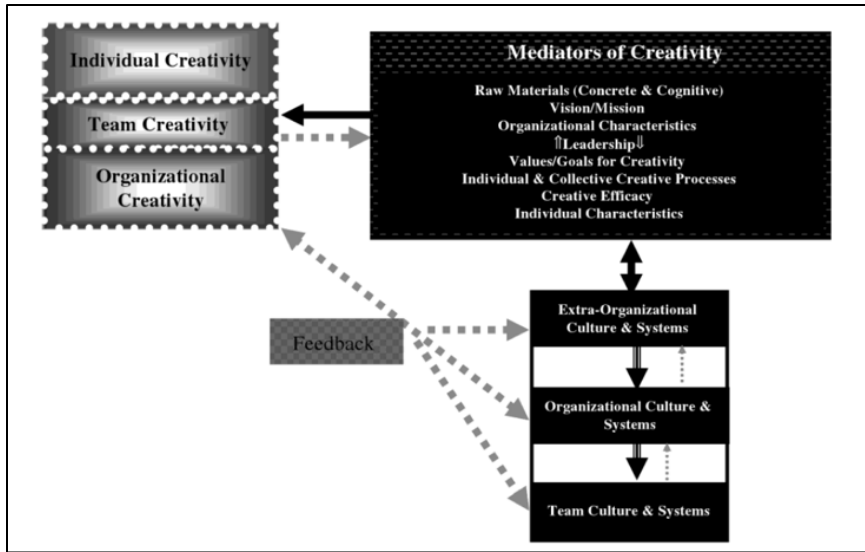 Individual Creativity
Team Creativity
Organizational
Creativity
Mediators of Creativity
Raw Materials (Concrete & Cognitive)
Vision/Mission
Organizational Characteristics
⇑Leadership⇓
Values/Goals for Creativity
Individual & Collective Creative Processes
Creative Efficacy
Individual Characteristics
Feedback
Extra-Organizational
Culture & Systems
Organizational Culture &
Systems
Team Culture & Systems